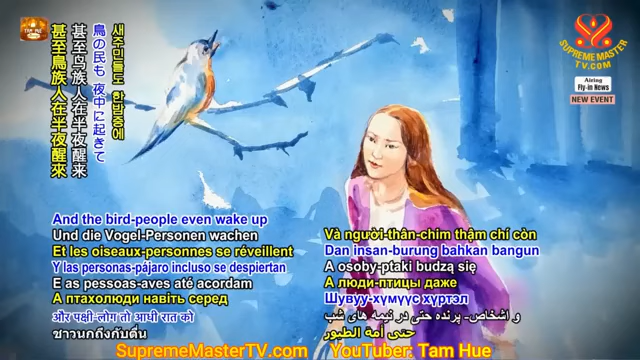 새주민들도 한밤중에
鳥の民も 夜中に起きて
甚至鸟族人在半夜醒来
甚至鳥族人在半夜醒來
SUPREME MASTER
TV.COM
Airing
Fly-in News
NEW EVENT
And the bird-people even wake up
Und die Vogel-Personen wachen
Et les oiseaux-personnes se réveillent
Y las personas-pájaro incluso se despiertan
E as pessoas-aves até acordam
А птахолюди навіть серед
और पक्षी-लोग तो आधी रात को
ชาวนกถึงกับตื่น
Và người-thân-chim thậm chí còn
Dan insan-burung bahkan bangun
A osoby-ptaki budzą się
А люди-птицы даже
Шувуу-хүмүүс хүртэл
و اشخاص- پرنده حتی در نیمه های شب
حتى أمة الطيور
SupremeMasterTV.com
YouTuber: Tam Hue